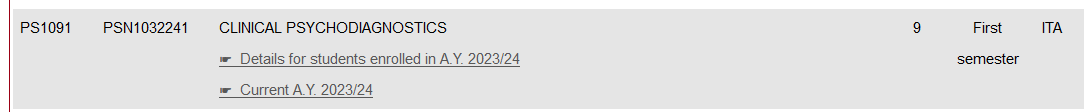 PS1091 PSN1032241 CLINICAL PSYCHODIAGNOSTICS 9 First semester ITA
☛ Details for students enrolled in A.Y. 2023/24
☛ Current A.Y. 2023/24